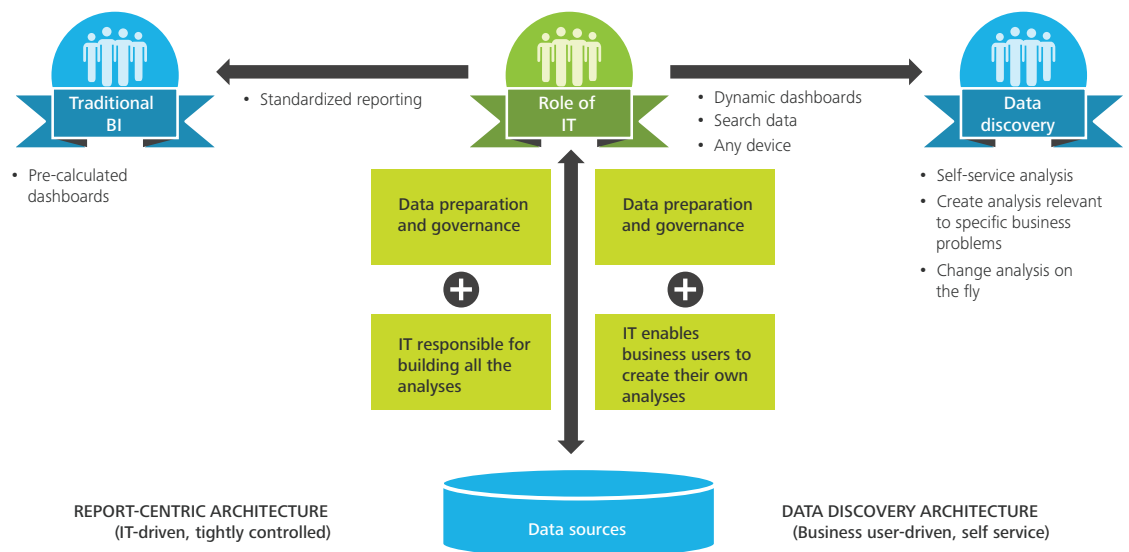 Traditional
BI
• Pre-calculated
dashboards
• Standardized reporting
Role of
IT
• Dynamic dashboards
• Search data
• Any device
Data
discovery
• Self-service analysis
• Create analysis relevant
to specific business
problems
• Change analysis on
the fly
Data preparation
and governance
+
IT responsible for
building all the
analyses
Data preparation
and governance
+
IT enables
business users to
create their own
analyses
REPORT-CENTRIC ARCHITECTURE
(IT-driven, tightly controlled)
Data sources
DATA DISCOVERY ARCHITECTURE
(Business user-driven, self service)